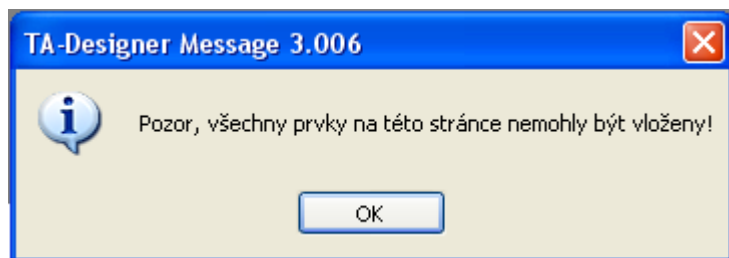 TA-Designer Message 3.006
Pozor, všechny prvky na této stránce nemohly být vloženy!
OK